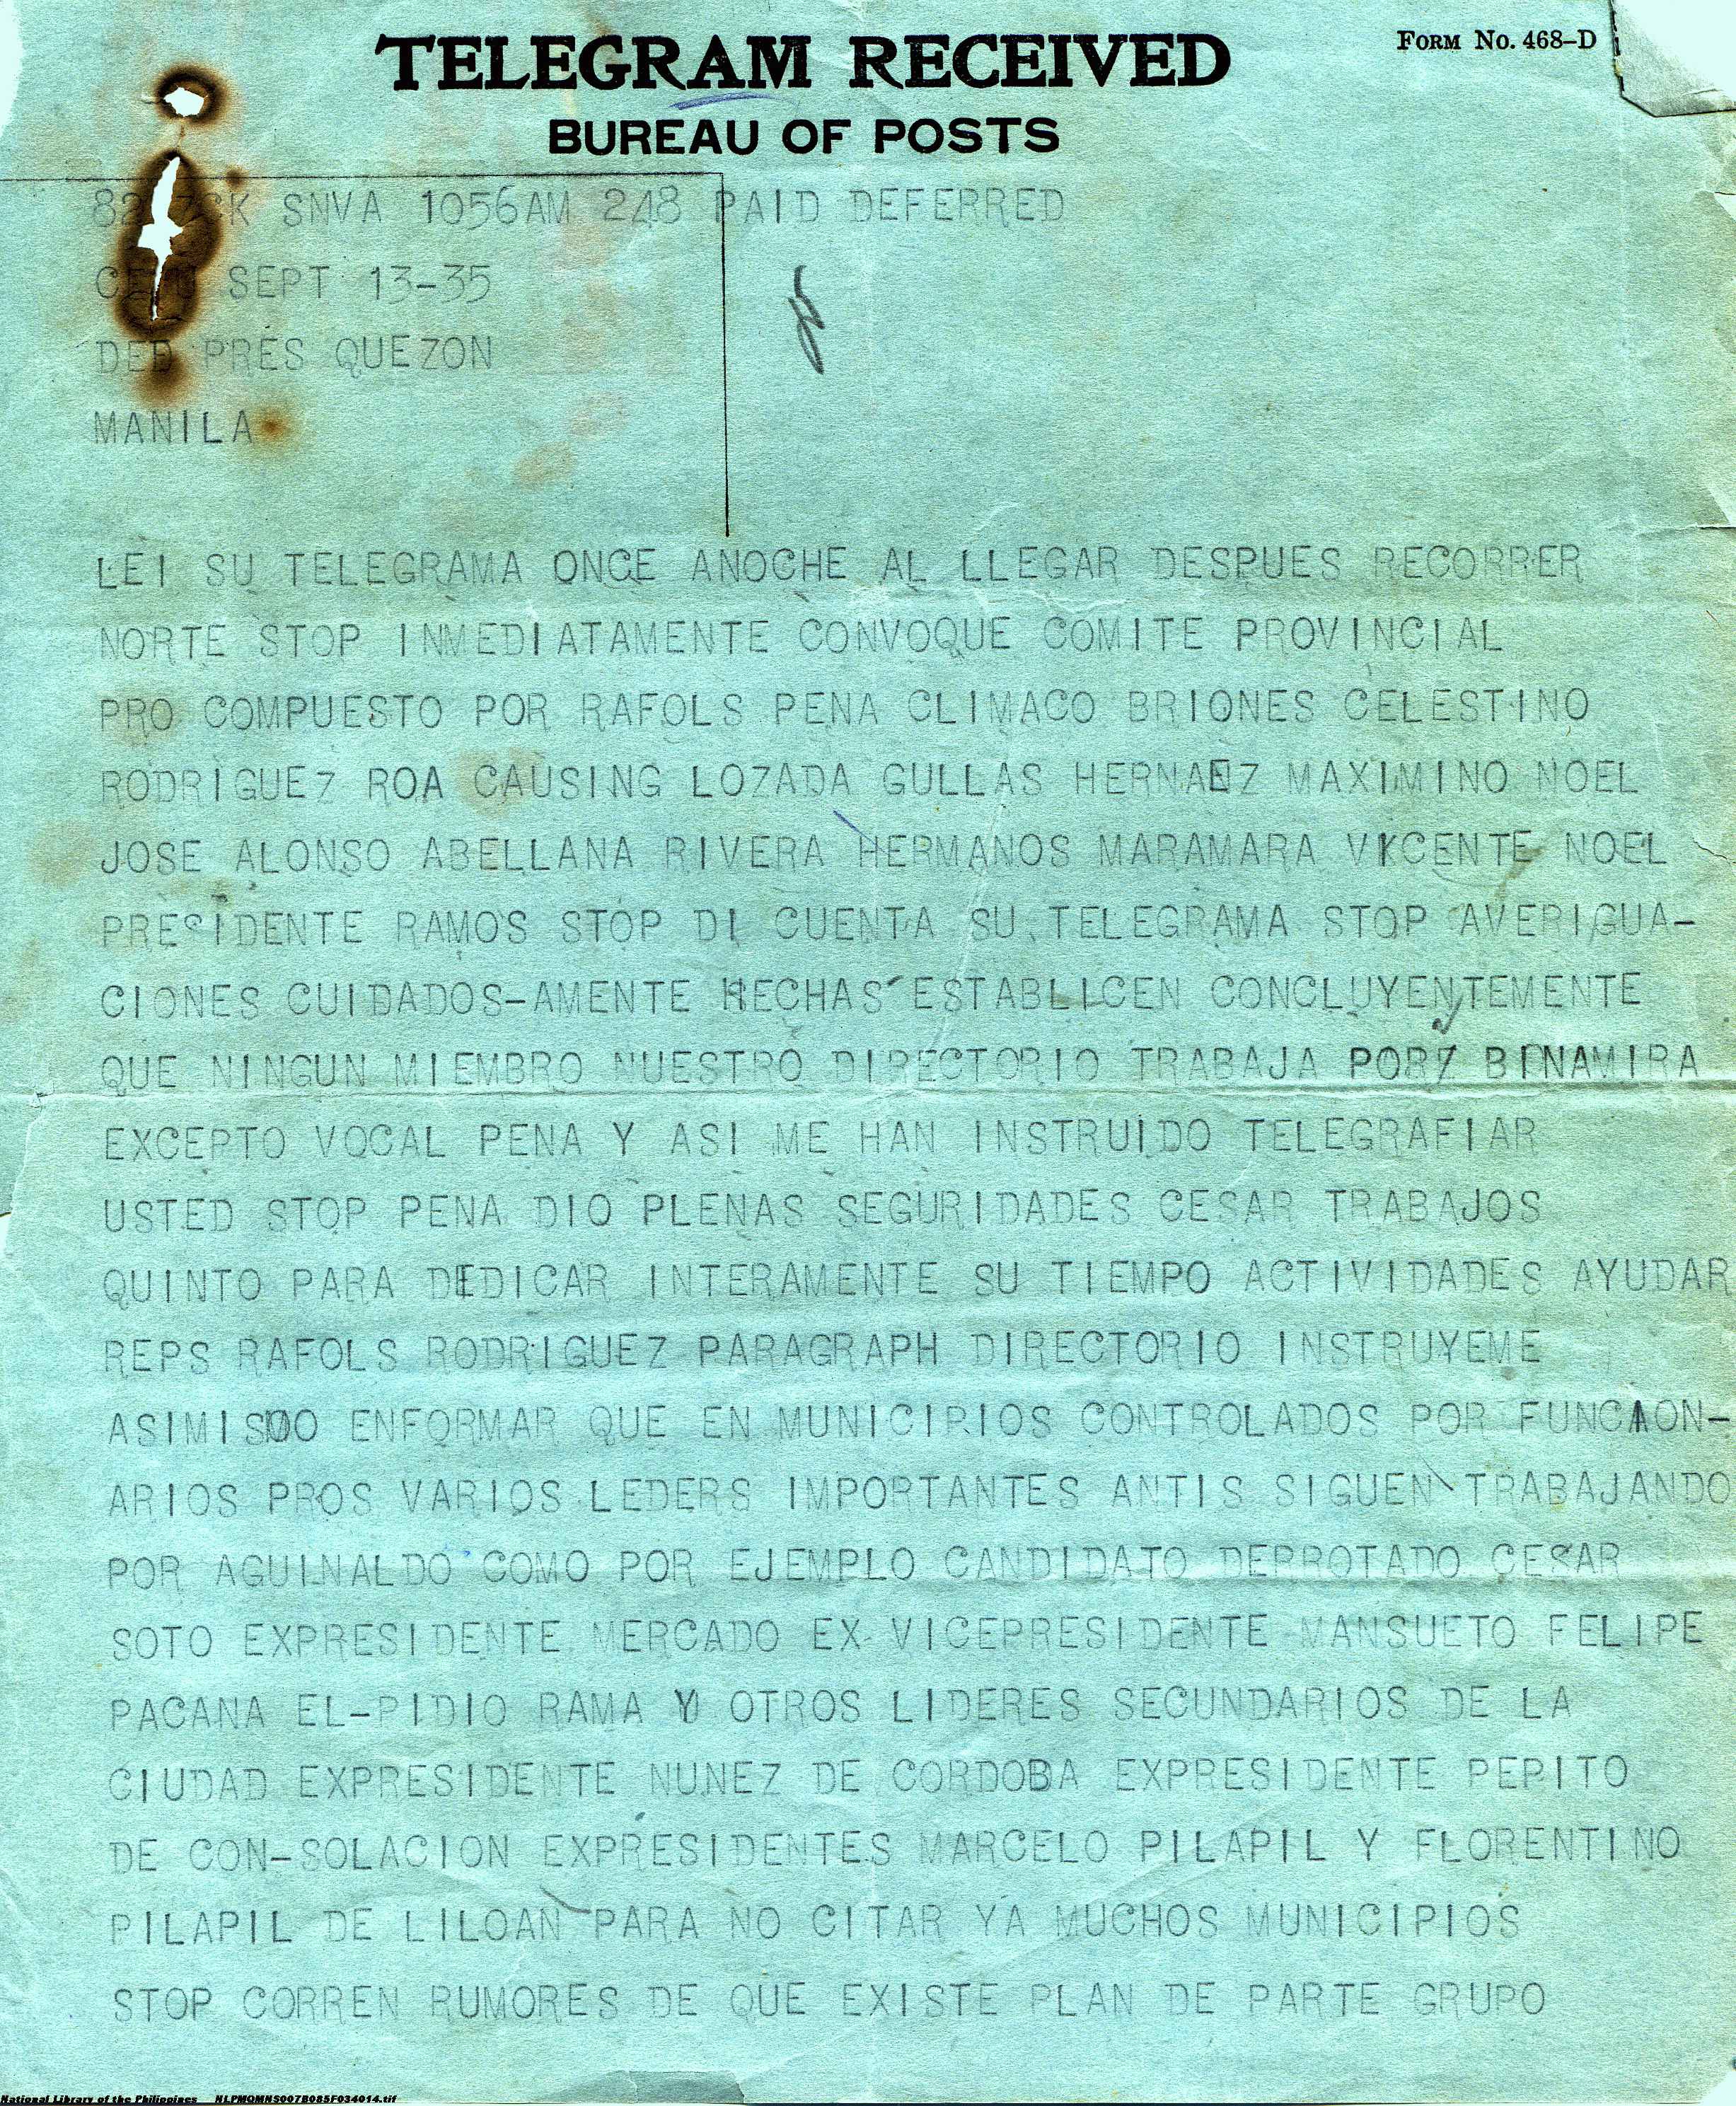 FORM No. 468-D
TELEGRAM RECEIVED
BUREAU OF POSTS
SNVA 1056AM 248 PAID DEFERRED
CEBU SEPT 13-35
DED PRES QUEZON
MANILA
LEI SU TELEGRAMA ONCE ANOCHE AL LLEGAR DESPUES RECORRER
NORTE STOP INMEDIATAMENTE CONVOQUE COMITE PROVINCIAL
PRO COMPUESTO POR RAFOLS PENA CLIMACO BRIONES CELESTINO
RODRIGUEZ ROA CAUSING LOZADA GULLAS HERNAEZ MAXIMINO NOEL
JOSE ALONSO ABELLANA RIVERA HERMANOS MARAMARA VICENTE NOEL
PRESIDENTE RAMOS STOP DI CUENTA SU TELEGRAMA STOP AVERIGUA-
CIONES CUIDADOS-AMENTE HECHAS ESTABLICEN CONCLUYENTEMENTE
QUE NINGUN MIEMBRO NUESTRO DIRECTORIO TRABAJA POR BINAMIRA
EXCEPTO VOCAL PENA Y ASI ME HAN INSTRUIDO TELEGRAFIAR
USTED STOP PENA DIO PLENAS SEGURIDADES CESAR TRABAJOS
QUINTO PARA DEDICAR INTERAMENTE SU TIEMPO ACTIVIDADES AYUDAR
REPS RAFOLS RODRIGUEZ PARAGRAPH DIRECTORIO INSTRUYEME
ASIMISMO ENFORMAR QUE EN MUNICIPIOS CONTROLADOS POR FUNCION-
ARIOS PROS VARIOS LEDERS IMPORTANTES ANTIS SIGUEN TRABAJANDO
POR AGUINALDO COMO POR EJEMPLO CANDIDATO DERROTADO CESAR
SOTO EXPRESIDENTE MERCADO EX-VICEPRESIDENTE MANSUETO FELIPE
PACANA EL-PIDIO RAMA Y OTROS LIDERES SECUNDARIOS DE LA
CIUDAD EXPRESIDENTE NUNEZ DE CORDOBA EXPRESIDENTE PEPITO
DE CON-SOLACION EXPRESIDENTES MARCELO PILAPIL Y FLORENTINO
PILAPIL DE LILOAN PARA NO CITAR YA MUCHOS MUNICIPIOS
STOP CORREN RUMORES DE QUE EXISTE PLAN DE PARTE GRUPO
National Library of the Philippines NLPMQMNS007B085F034014.tif